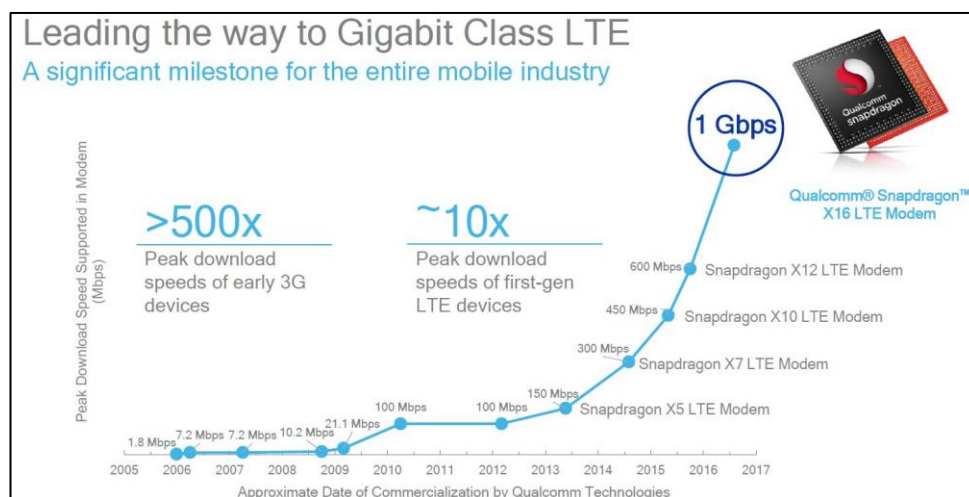 Leading the way to Gigabit Class LTE
A significant milestone for the entire mobile industry
1 Gbps
Qualcomm
snapdragon
Qualcomm® Snapdragon™
X16 LTE Modem
>500x
Peak download
speeds of early 3G
devices
~10x
Peak download
speeds of first-gen
LTE devices
Peak Download Speed Supported in Modem
(Mbps)
600 Mbps
Snapdragon X12 LTE Modem
450 Mbps
Snapdragon X10 LTE Modem
300 Mbps
Snapdragon X7 LTE Modem
150 Mbps
Snapdragon X5 LTE Modem
100 Mbps
100 Mbps
21.1 Mbps
10.2 Mbps
7.2 Mbps
7.2 Mbps
1.8 Mbps
2005 2006 2007 2008 2009 2010 2011 2012 2013 2014 2015 2016 2017
Approximate Date of Commercialization by Qualcomm Technologies